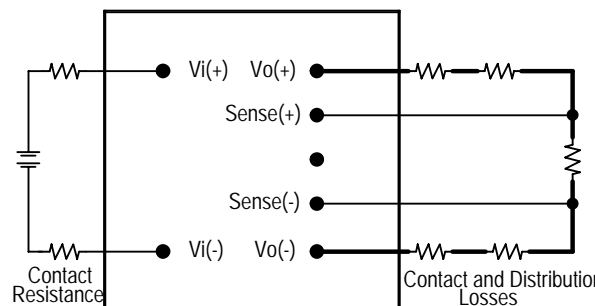 Vi(+) Vo(+)
Sense(+)
Sense(-)
Vi(-) Vo(-)
Contact
Resistance
Contact and Distribution
Losses